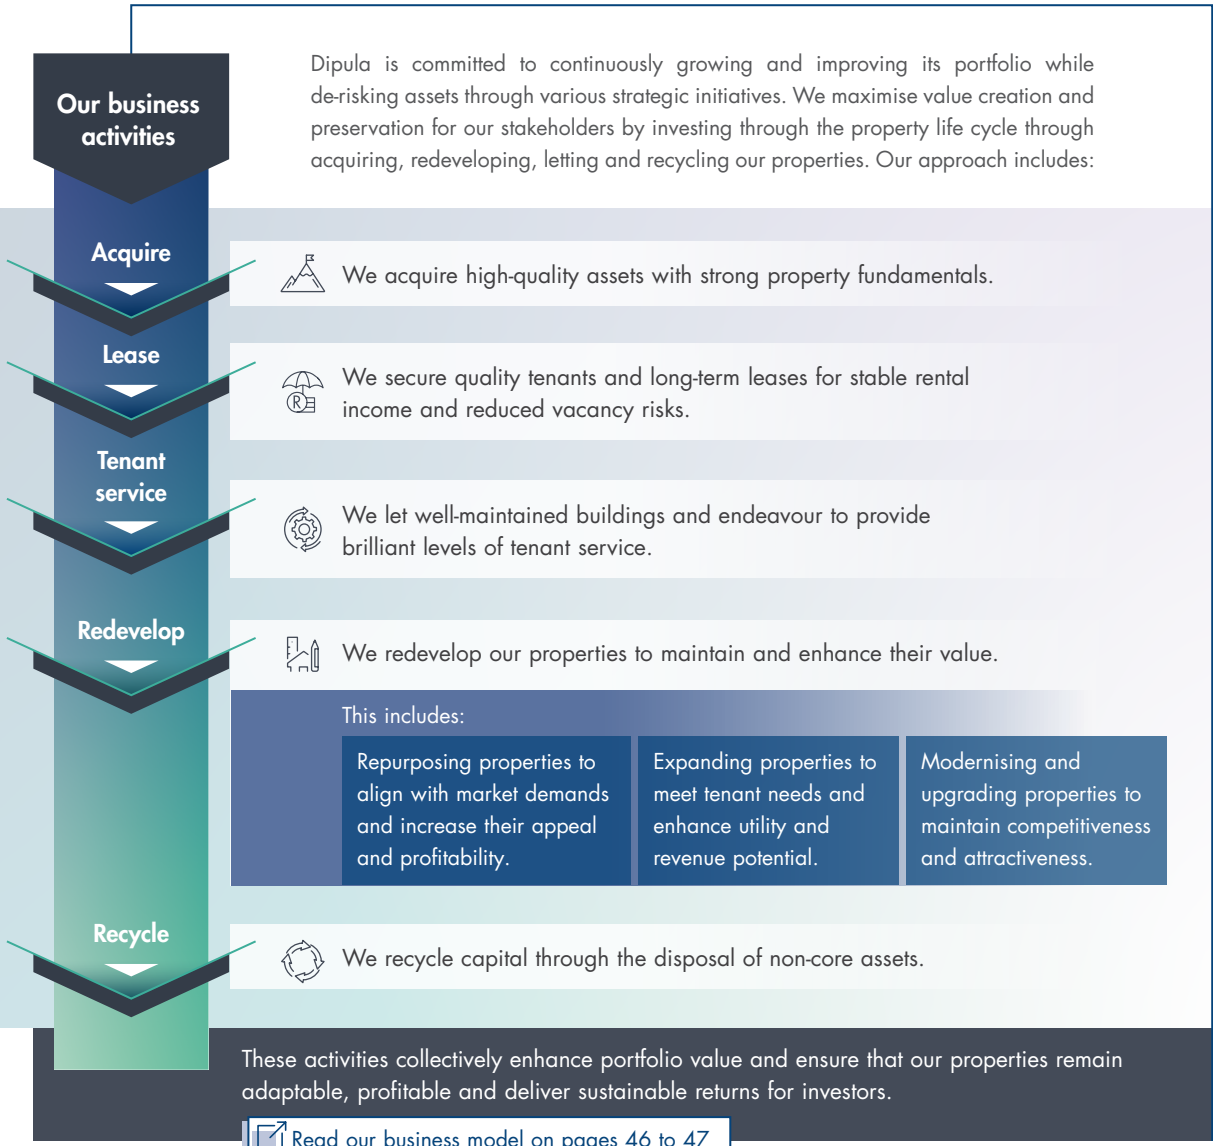 Our business
activities
Dipula is committed to continuously growing and improving its portfolio while
de-risking assets through various strategic initiatives. We maximise value creation and
preservation for our stakeholders by investing through the property life cycle through
acquiring, redeveloping, letting and recycling our properties. Our approach includes:
Acquire
We acquire high-quality assets with strong property fundamentals.
Lease
We secure quality tenants and long-term leases for stable rental
income and reduced vacancy risks.
Tenant
service
We let well-maintained buildings and endeavour to provide
brilliant levels of tenant service.
Redevelop
We redevelop our properties to maintain and enhance their value.
This includes:
Repurposing properties to
align with market demands
and increase their appeal
and profitability.
Expanding properties to
meet tenant needs and
enhance utility and
revenue potential.
Modernising and
upgrading properties to
maintain competitiveness
and attractiveness.
Recycle
We recycle capital through the disposal of non-core assets.
These activities collectively enhance portfolio value and ensure that our properties remain
adaptable, profitable and deliver sustainable returns for investors.
Read our business model on pages 46 to 47